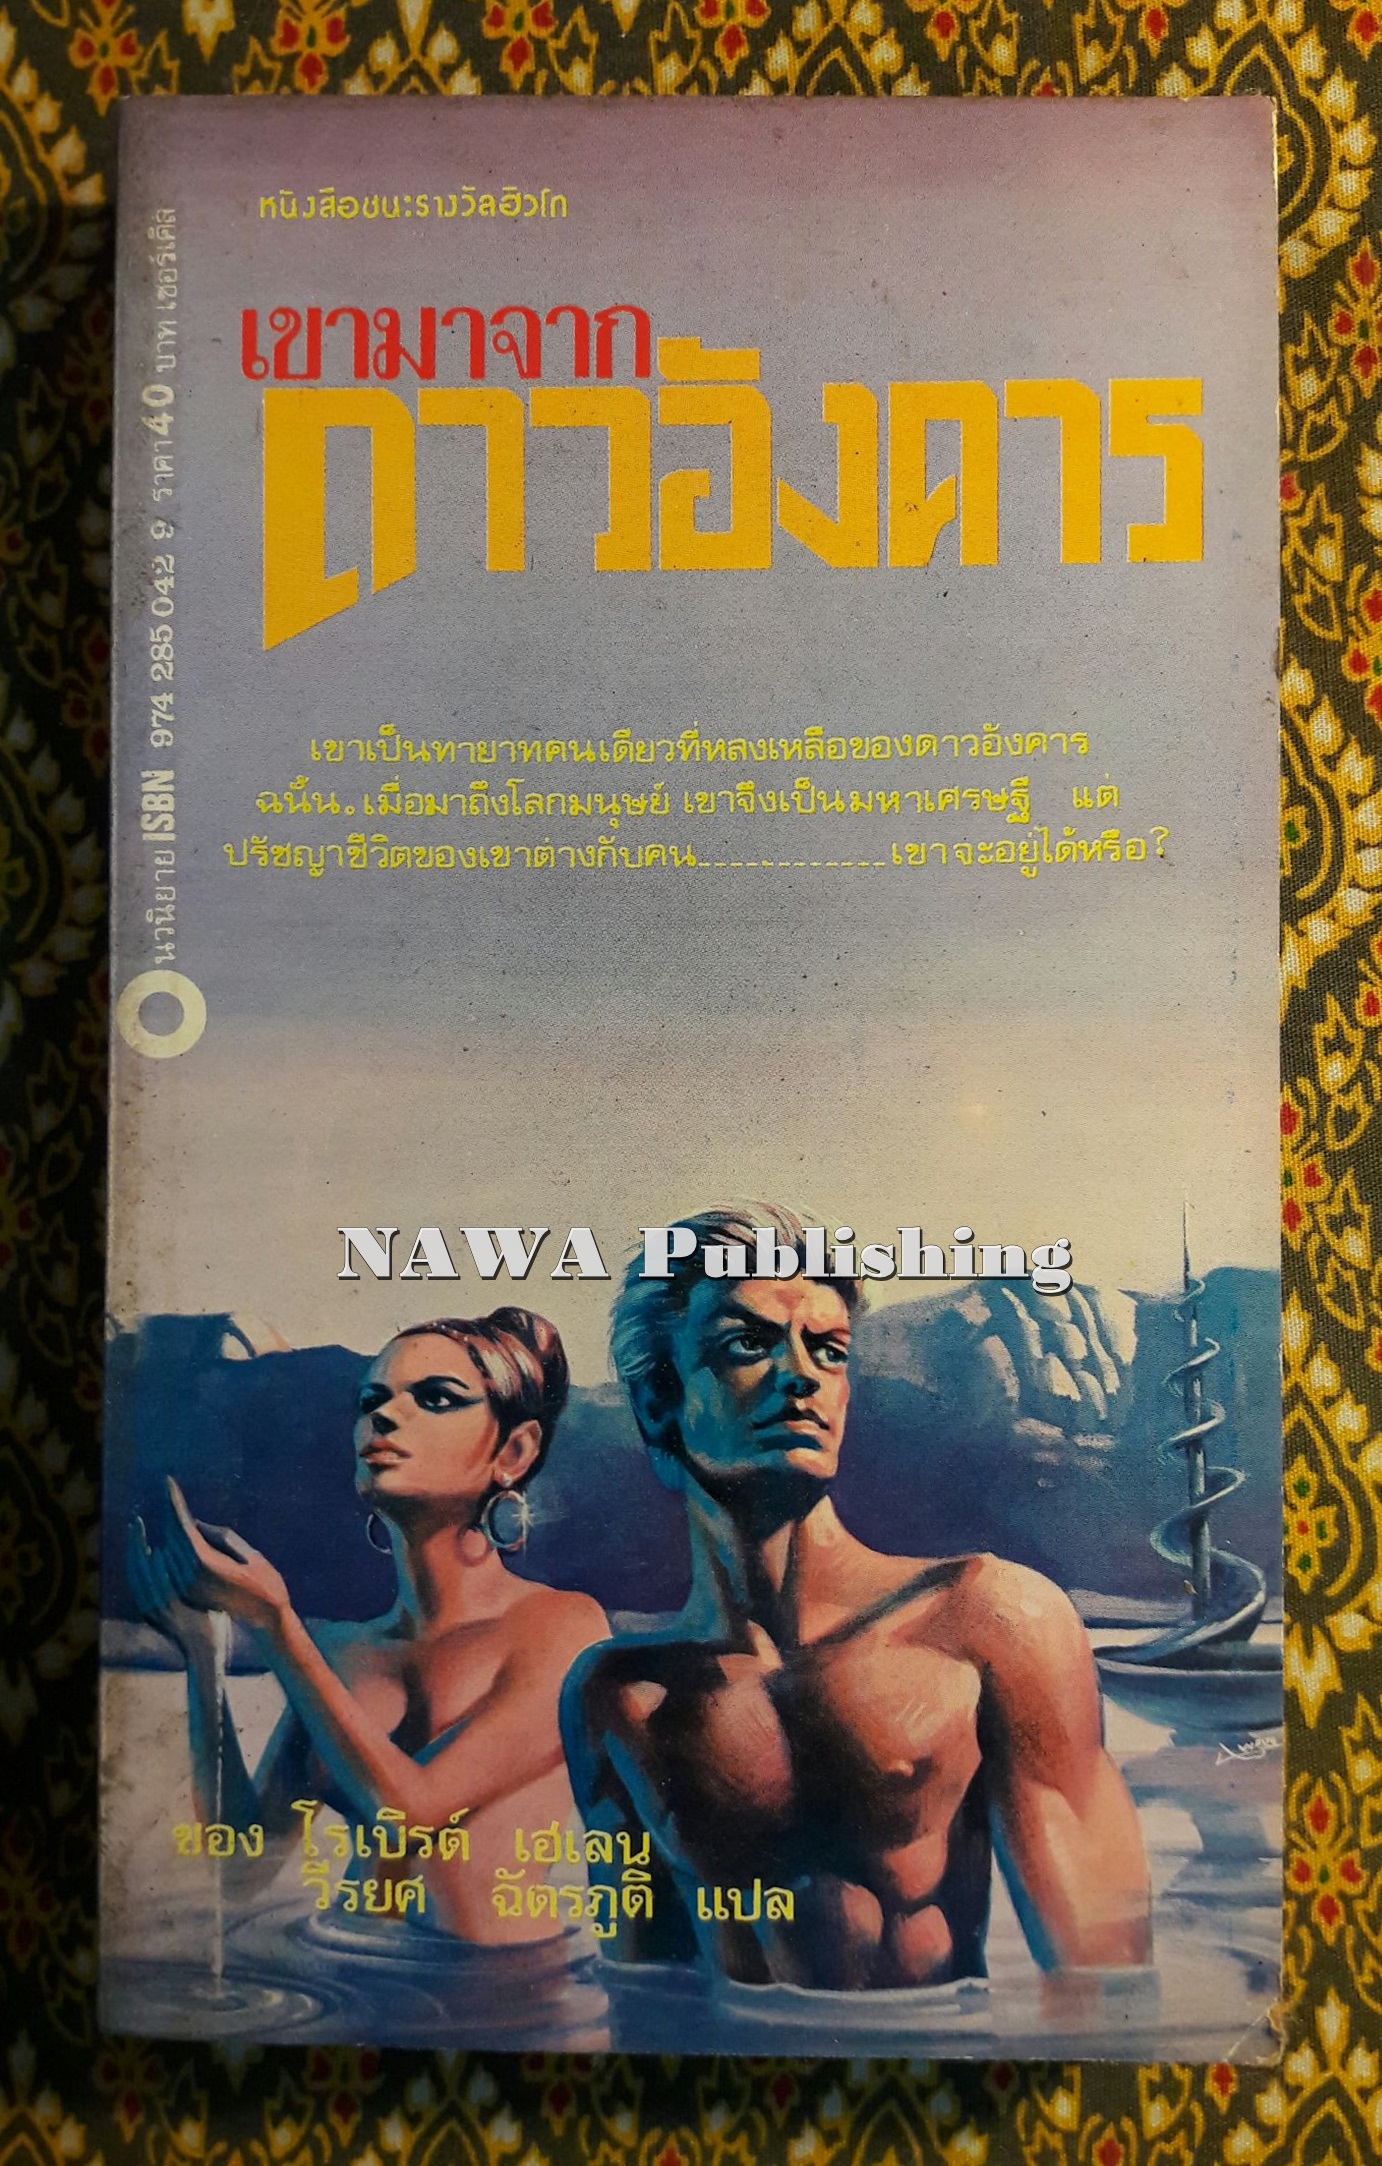 หนังสือชนะรางวัลฮิวโก
เขามาจาก
ดาวอังคาร
เขาเป็นทายาทคนเดียวที่หลงเหลือของดาวอังคาร
ฉนั้น.เมื่อมาถึงโลกมนุษย์ เขาจึงเป็นมหาเศรษฐี แต่
ปรัชญาชีวิตของเขาต่างกับคน............เขาจะอยู่ได้หรือ?
นวนิยาย ISBN 974 285 042 9 ราคา 40 บาท เซอร์เคิล
NAWA Publishing
ของ โรเบิรต์ เฮเลน
วีรยศ ฉัตรภูติ แปล